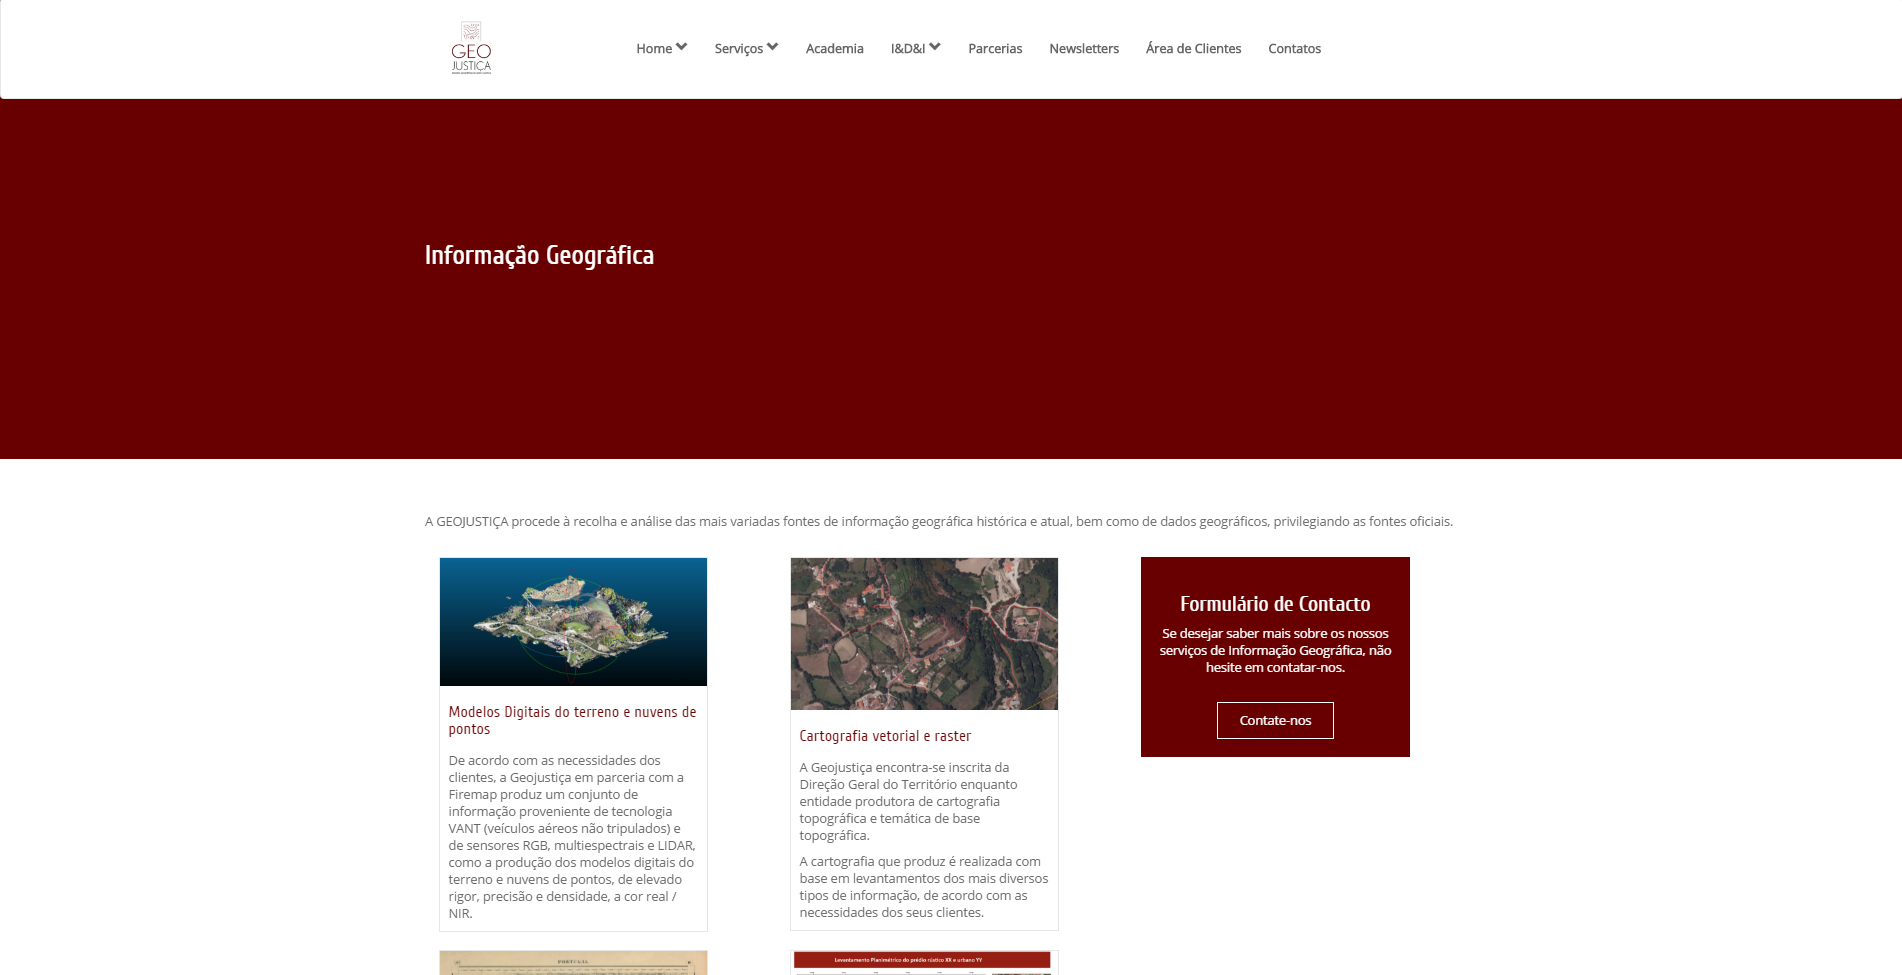 GEO
JUSTIÇA
Home Serviços Academia I&D&I Parcerias Newsletters Área de Clientes Contatos
Informação Geográfica
A GEOJUSTIÇA procede à recolha e análise das mais variadas fontes de informação geográfica histórica e atual, bem como de dados geográficos, privilegiando as fontes oficiais.
Modelos Digitais do terreno e nuvens de
pontos
De acordo com as necessidades dos
clientes, a Geojustiça em parceria com a
Firemap produz um conjunto de
informação proveniente de tecnologia
VANT (veículos aéreos não tripulados) e
de sensores RGB, multiespectrais e LIDAR,
como a produção dos modelos digitais do
terreno e nuvens de pontos, de elevado
rigor, precisão e densidade, a cor real /
NIR.
Cartografia vetorial e raster
A Geojustiça encontra-se inscrita da
Direção Geral do Território enquanto
entidade produtora de cartografia
topográfica e temática de base
topográfica.
A cartografia que produz é realizada com
base em levantamentos dos mais diversos
tipos de informação, de acordo com as
necessidades dos seus clientes.
Formulário de Contacto
Se desejar saber mais sobre os nossos
serviços de Informação Geográfica, não
hesite em contatar-nos.
Contate-nos
PORTUGAL
Levantamento Planimétrico do prédio rústico XX e urbano YY